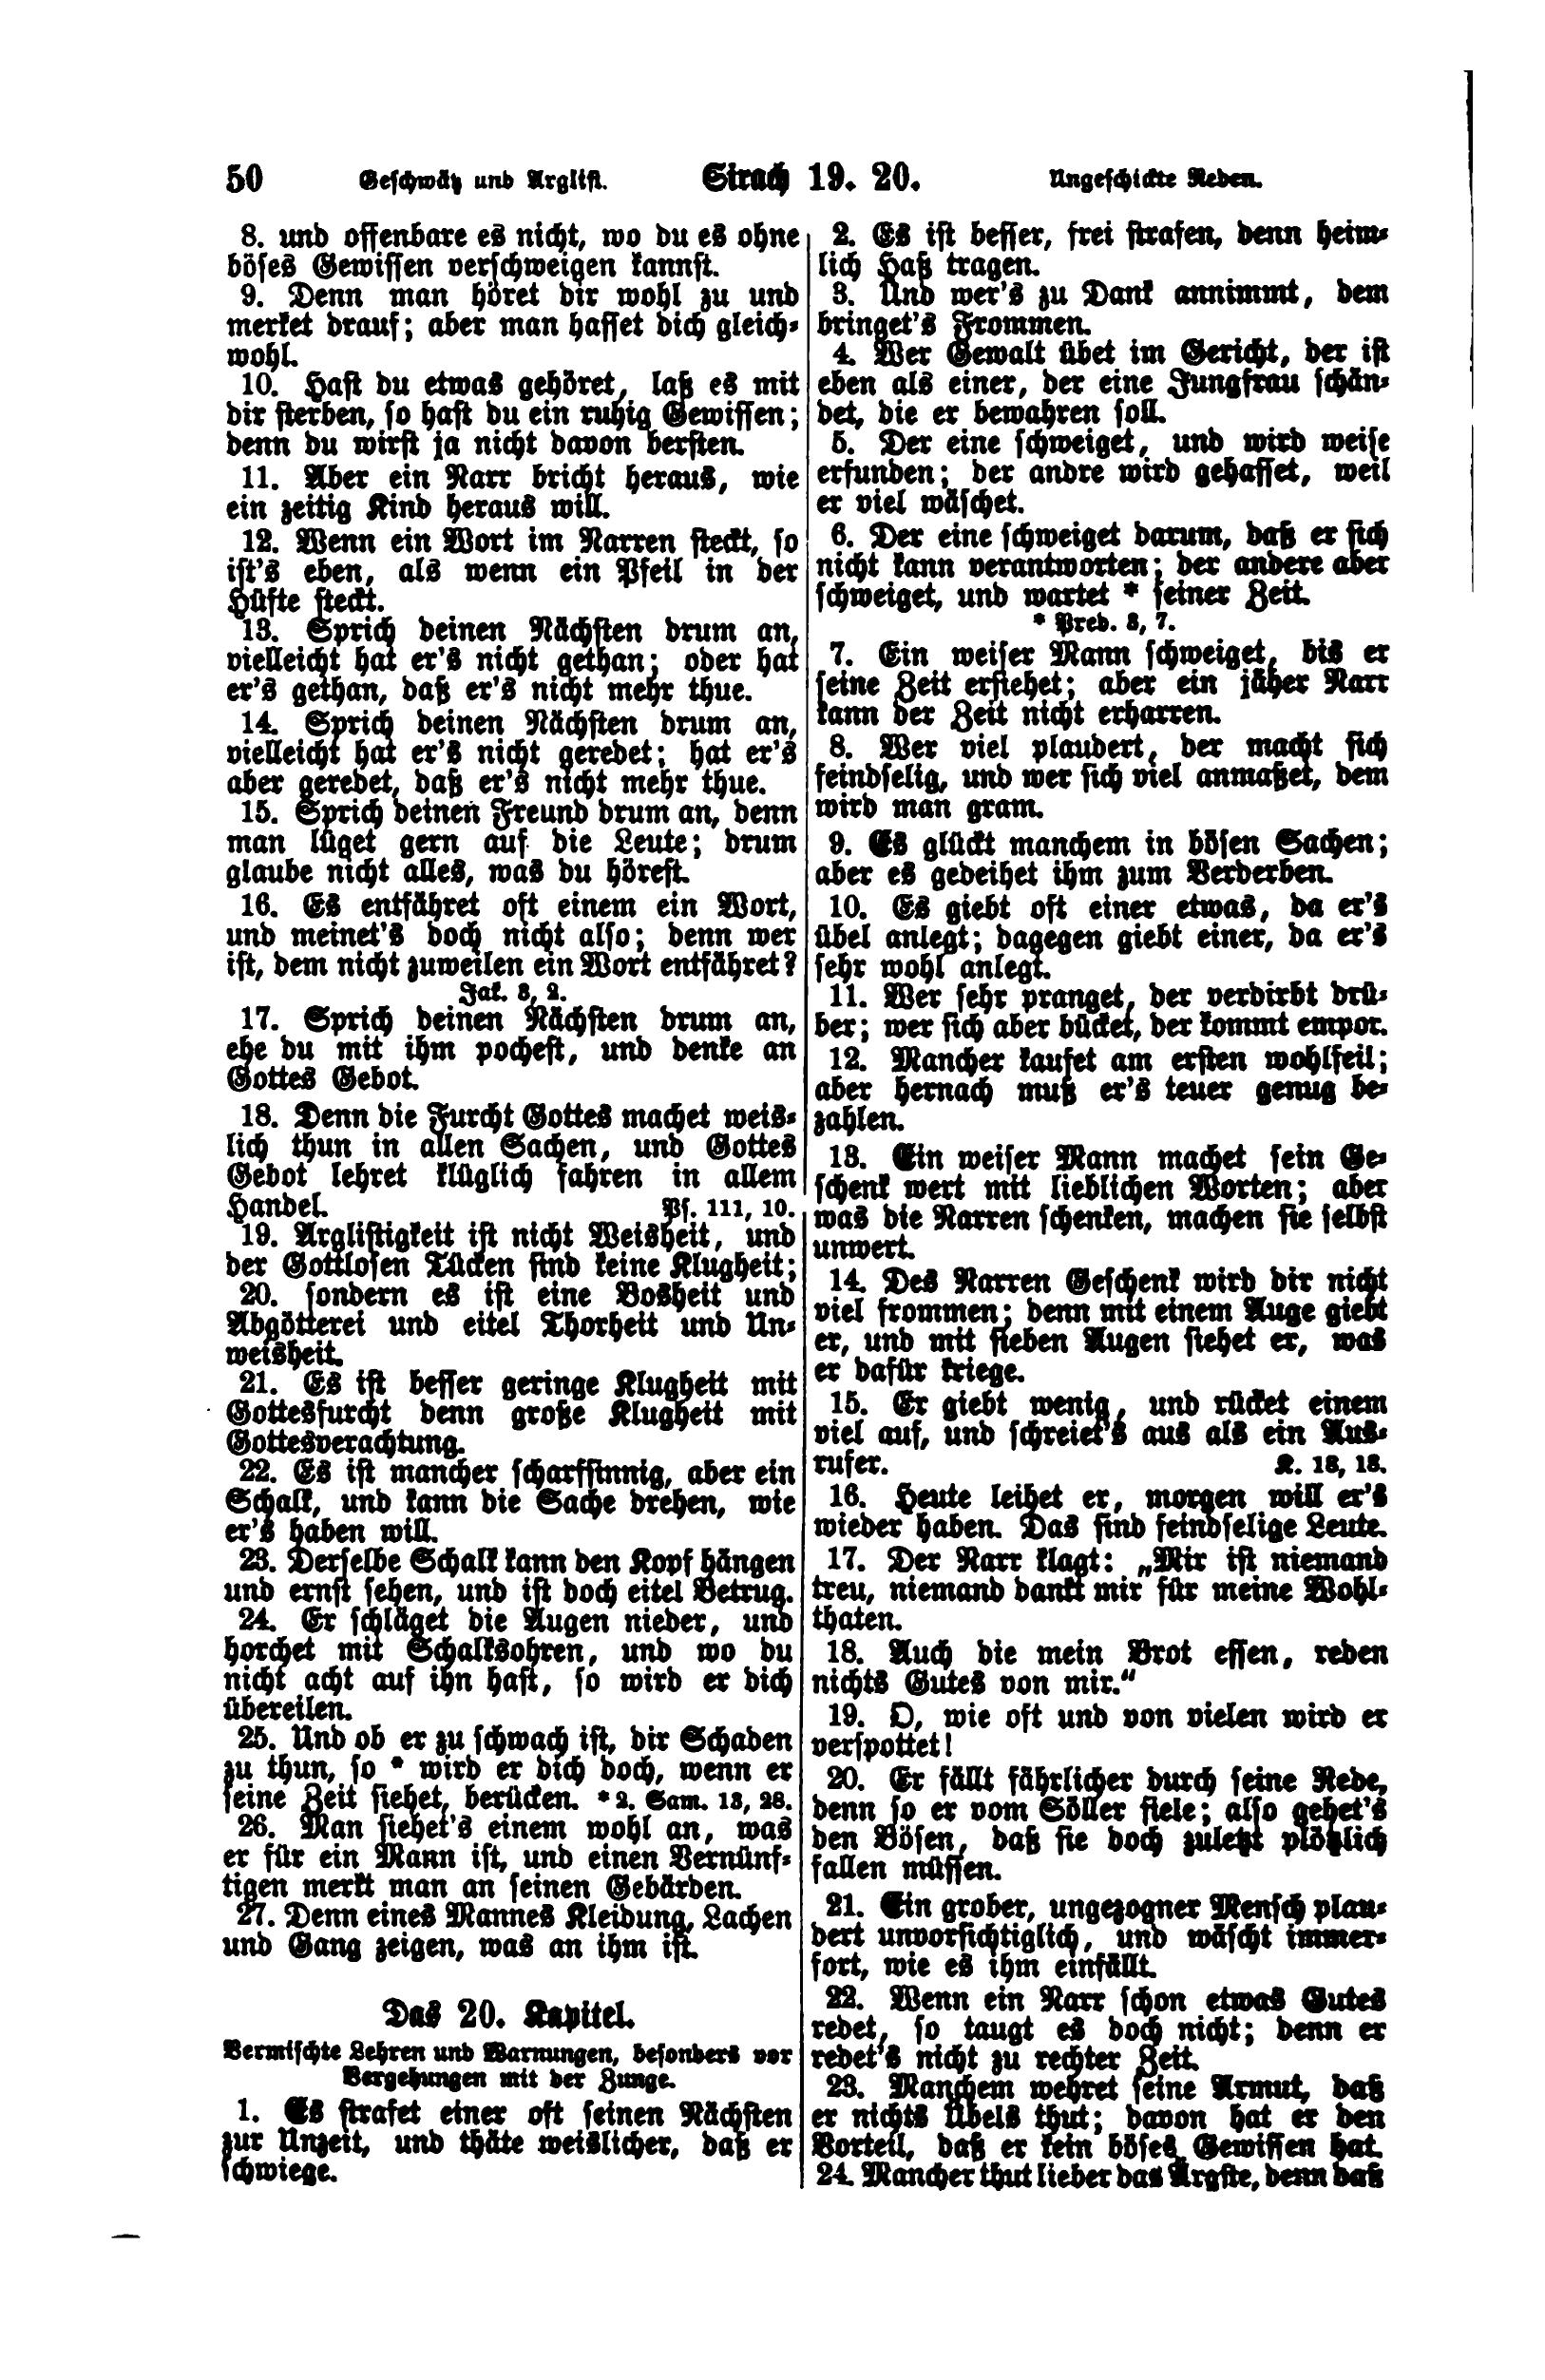 50 Geschwätz und Arglist. Sirach 19. 20. Ungeschickte Reden.
8. und offenbare es nicht, wo du es ohne
böses Gewissen verschweigen kannst.
9. Denn man höret dir wohl zu und
merket drauf; aber man hasset dich gleich-
wohl.
10. Hast du etwas gehöret, laß es mit
dir sterben, so hast du ein ruhig Gewissen;
denn du wirst ja nicht davon bersten.
11. Aber ein Narr bricht heraus, wie
ein zeitig Kind heraus will.
12. Wenn ein Wort im Narren steckt, so
ist's eben, als wenn ein Pfeil in der
Hüfte steckt.
13. Sprich deinen Nächsten drum an,
vielleicht hat er's nicht gethan; oder hat
er's gethan, daß er's nicht mehr thue.
14. Sprich deinen Nächsten drum an,
vielleicht hat er's nicht geredet; hat er's
aber geredet, daß er's nicht mehr thue.
15. Sprich deinen Freund drum an, denn
man lüget gern auf die Leute; drum
glaube nicht alles, was du hörest.
16. Es entfähret oft einem ein Wort,
und meinet's doch nicht also; denn wer
ist, dem nicht zuweilen ein Wort entfähret?
Jak. 3, 2.
17. Sprich deinen Nächsten drum an,
ehe du mit ihm pochest, und denke an
Gottes Gebot.
18. Denn die Furcht Gottes machet weis-
lich thun in allen Sachen, und Gottes
Gebot lehret klüglich fahren in allem
Handel. Ps. 111, 10.
19. Arglistigkeit ist nicht Weisheit, und
der Gottlosen Tücken sind keine Klugheit;
20. sondern es ist eine Bosheit und
Abgötterei und eitel Thorheit und Un-
weisheit.
21. Es ist besser geringe Klugheit mit
Gottesfurcht denn große Klugheit mit
Gottesverachtung.
22. Es ist mancher scharfsinnig, aber ein
Schalk, und kann die Sache drehen, wie
er's haben will.
23. Derselbe Schalk kann den Kopf hängen
und ernst sehen, und ist doch eitel Betrug.
24. Er schläget die Augen nieder, und
horchet mit Schalksohren, und wo du
nicht acht auf ihn hast, so wird er dich
übereilen.
25. Und ob er zu schwach ist, dir Schaden
zu thun, so * wird er dich doch, wenn er
seine Zeit siehet, berücken. *2. Sam. 13, 28.
26. Man siehet's einem wohl an, was
er für ein Mann ist, und einen Vernünf-
tigen merkt man an seinen Gebärden.
27. Denn eines Mannes Kleidung, Lachen
und Gang zeigen, was an ihm ist.
Das 20. Kapitel.
Vermischte Lehren und Warnungen, besonders vor
Vergehungen mit der Zunge.
1. Es strafet einer oft seinen Nächsten
zur Unzeit, und thäte weislicher, daß er
schwiege.
2. Es ist besser, frei strafen, denn heim-
lich Haß tragen.
3. Und wer's zu Dank annimmt, dem
bringet's Frommen.
4. Wer Gewalt übet im Gericht, der ist
eben als einer, der eine Jungfrau schän-
det, die er bewahren soll.
5. Der eine schweiget, und wird weise
erfunden; der andre wird gehasset, weil
er viel wäschet.
6. Der eine schweiget darum, daß er sich
nicht kann verantworten; der andere aber
schweiget, und wartet * seiner Zeit.
* Pred. 3, 7.
7. Ein weiser Mann schweiget, bis er
seine Zeit ersiehet; aber ein jäher Narr
kann der Zeit nicht erharren.
8. Wer viel plaudert, der macht sich
feindselig, und wer sich viel anmaßet, dem
wird man gram.
9. Es glückt manchem in bösen Sachen;
aber es gedeihet ihm zum Verderben.
10. Es giebt oft einer etwas, da er's
übel anlegt; dagegen giebt einer, da er's
sehr wohl anlegt.
11. Wer sehr pranget, der verdirbt drü-
ber; wer sich aber bücket, der kommt empor.
12. Mancher kaufet am ersten wohlfeil;
aber hernach muß er's teuer genug be-
zahlen.
13. Ein weiser Mann machet sein Ge-
schenk wert mit lieblichen Worten; aber
was die Narren schenken, machen sie selbst
unwert.
14. Des Narren Geschenk wird dir nicht
viel frommen; denn mit einem Auge giebt
er, und mit sieben Augen siehet er, was
er dafür kriege.
15. Er giebt wenig, und rücket einem
viel auf, und schreiet's aus als ein Aus-
rufer. K. 18, 18.
16. Heute leihet er, morgen will er's
wieder haben. Das sind feindselige Leute.
17. Der Narr klagt: „Mir ist niemand
treu, niemand dankt mir für meine Wohl-
thaten.
18. Auch die mein Brot essen, reden
nichts Gutes von mir.“
19. O, wie oft und von vielen wird er
verspottet!
20. Er fällt fährlicher durch seine Rede,
denn so er vom Söller fiele; also gehet's
den Bösen, daß sie doch zuletzt plötzlich
fallen müssen.
21. Ein grober, ungezogner Mensch plau-
dert unvorsichtiglich, und wäscht immer-
fort, wie es ihm einfällt.
22. Wenn ein Narr schon etwas Gutes
redet, so taugt es doch nicht; denn er
redet's nicht zu rechter Zeit.
23. Manchem wehret seine Armut, daß
er nichts Übels thut; davon hat er den
Vorteil, daß er kein böses Gewissen hat.
24. Mancher thut lieber das Ärgste, denn daß